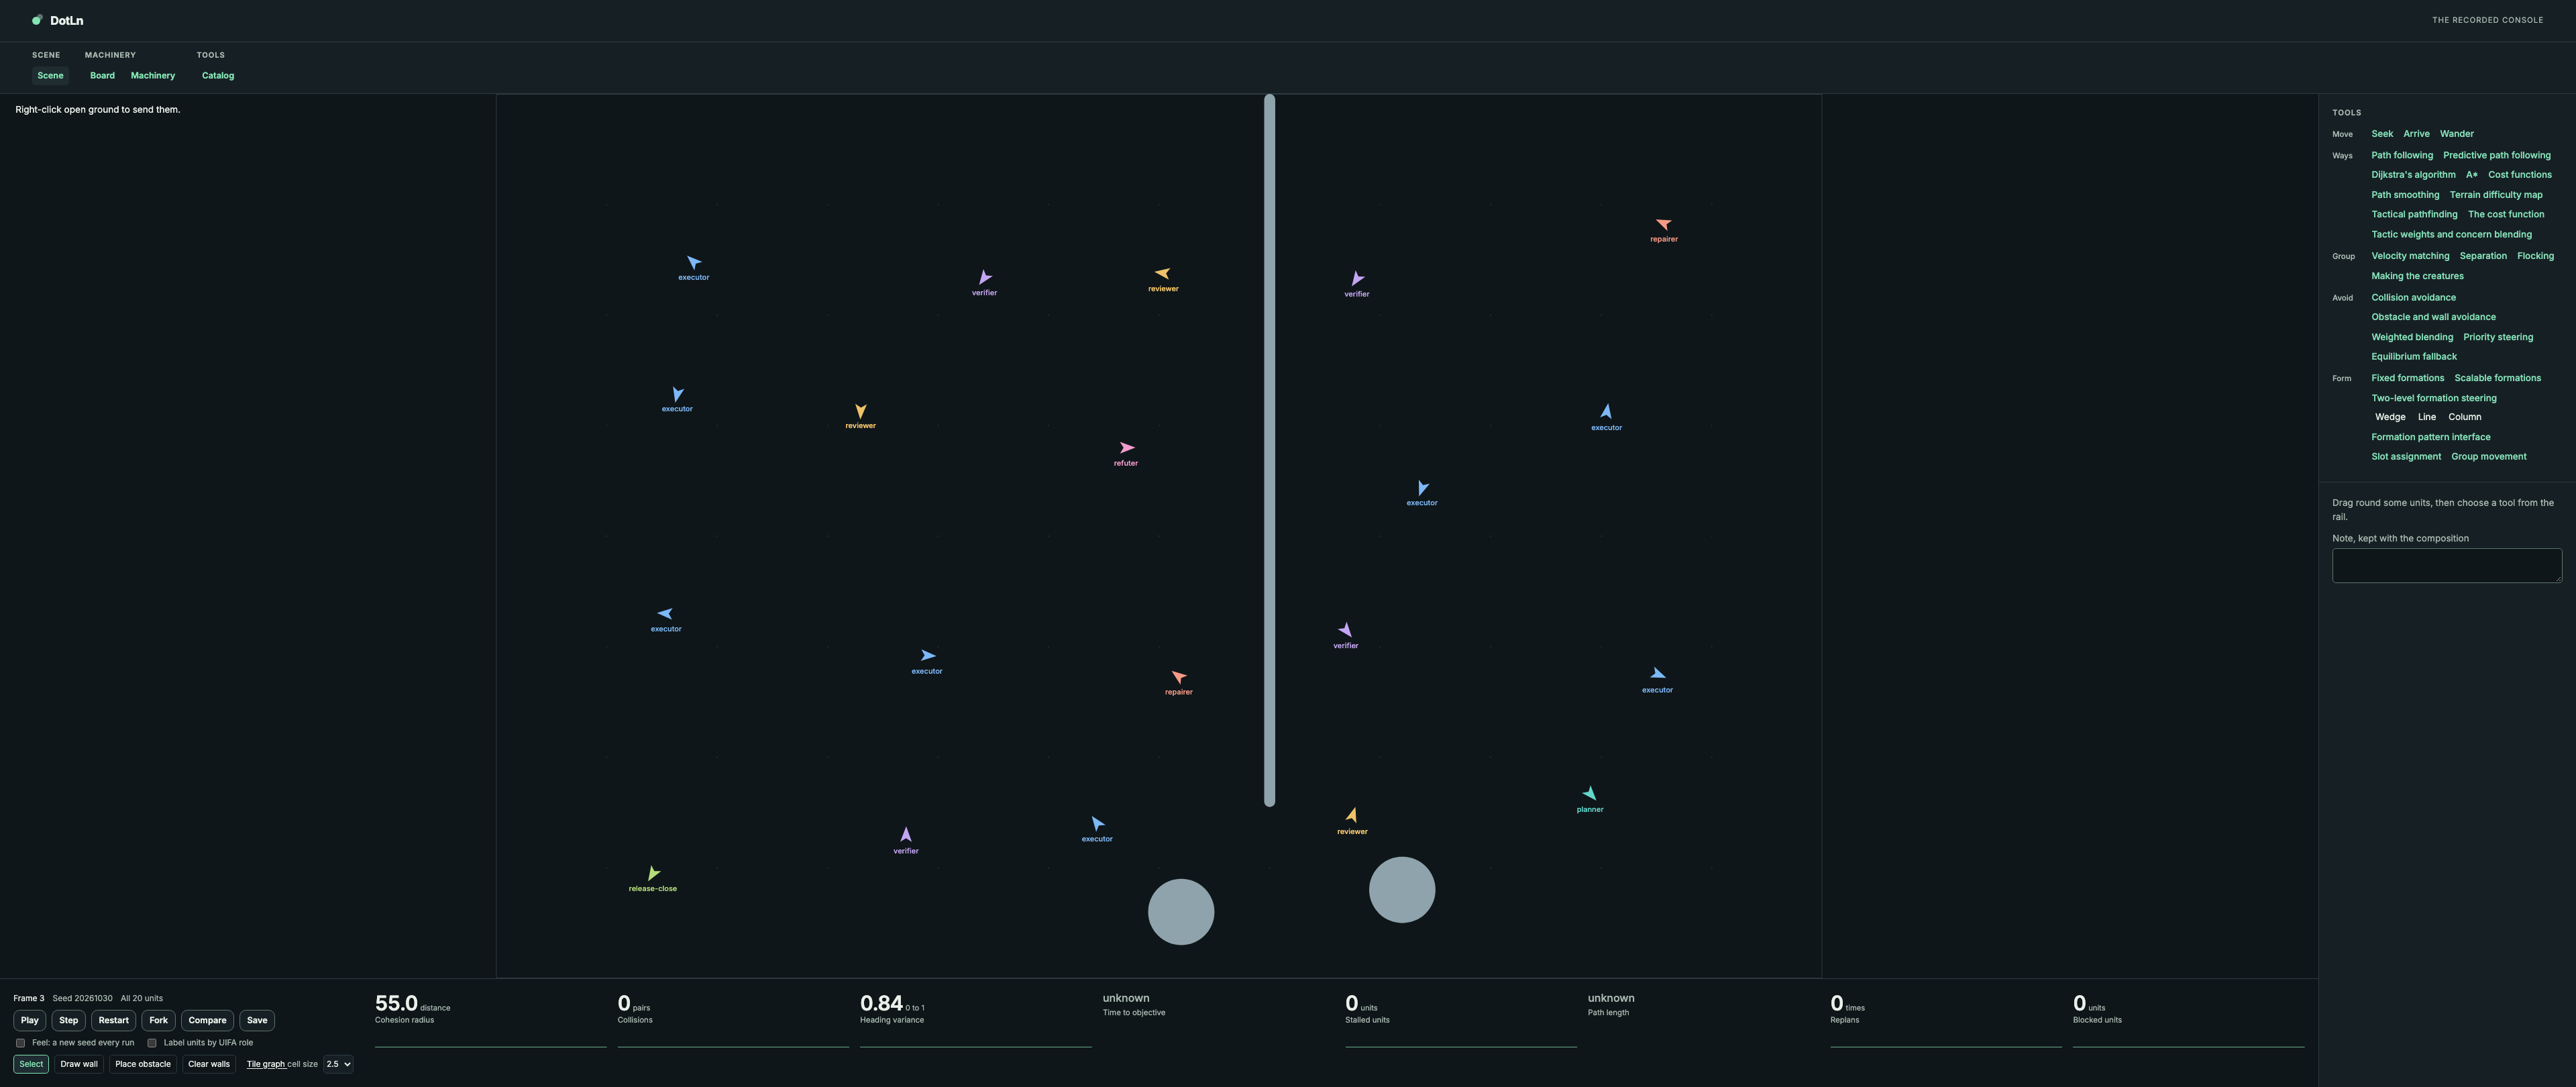 DotLn
THE RECORDED CONSOLE
SCENE MACHINERY TOOLS
Scene Board Machinery Catalog
Right-click open ground to send them.
repairer
executor
verifier
reviewer
verifier
executor
reviewer
executor
refuter
executor
executor
verifier
executor
repairer
executor
planner
reviewer
executor
verifier
release-close
TOOLS
Move Seek Arrive Wander
Ways Path following Predictive path following
Dijkstra's algorithm A* Cost functions
Path smoothing Terrain difficulty map
Tactical pathfinding The cost function
Tactic weights and concern blending
Group Velocity matching Separation Flocking
Making the creatures
Avoid Collision avoidance
Obstacle and wall avoidance
Weighted blending Priority steering
Equilibrium fallback
Form Fixed formations Scalable formations
Two-level formation steering
Wedge Line Column
Formation pattern interface
Slot assignment Group movement
Drag round some units, then choose a tool from the
rail.
Note, kept with the composition
Frame 3 Seed 20261030 All 20 units
Play Step Restart Fork Compare Save
Feel: a new seed every run Label units by UIFA role
Select Draw wall Place obstacle Clear walls Tile graph cell size 2.5
55.0 distance
Cohesion radius
0 pairs
Collisions
0.84 0 to 1
Heading variance
unknown
Time to objective
0 units
Stalled units
unknown
Path length
0 times
Replans
0 units
Blocked units